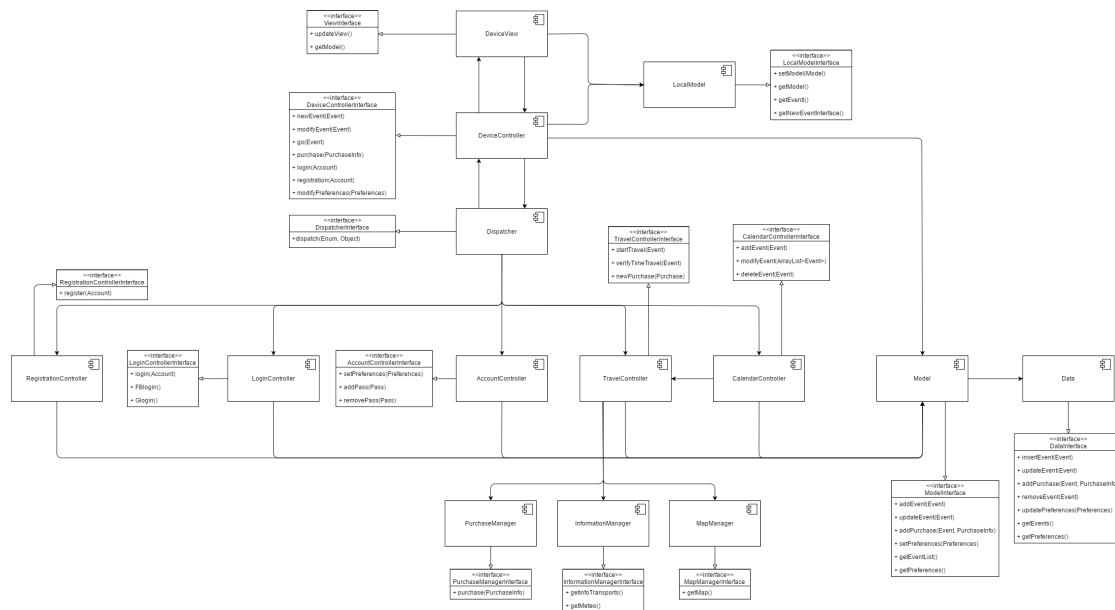 <<interface>>
ViewInterface
+ updateView()
+ getModel()
DeviceView
LocalModel
<<interface>>
LocalModelInterface
+ setModel(Model)
+ getModel()
+ getEventI()
+ getNewEventInterface()
<<interface>>
DeviceControllerInterface
+ newEvent(Event)
+ modifyEvent(Event)
+ go(Event)
+ purchase(PurchaseInfo)
+ login(Account)
+ registration(Account)
+ modifyPreferences(Preferences)
DeviceController
<<interface>>
DispatcherInterface
+dispatch(Enum, Object)
Dispatcher
<<interface>>
TravelControllerInterface
+ startTravel(Event)
+ verifyTimeTravel(Event)
+ newPurchase(Purchase)
<<interface>>
CalendarControllerInterface
+ addEvent(Event)
+ modifyEvent(ArrayList<Event>)
+ deleteEvent(Event)
<<interface>>
RegistrationControllerInterface
+ register(Account)
RegistrationController
<<interface>>
LoginControllerInterface
+ login(Account)
+ FBlogin()
+ Glogin()
LoginController
<<interface>>
AccountControllerInterface
+ setPreferences(Preferences)
+ addPass(Pass)
+ removePass(Pass)
AccountController
TravelController
CalendarController
Model
Data
<<interface>>
DataInterface
+ insertEvent(Event)
+ updateEvent(Event)
+ addPurchase(Event, PurchaseInfo
+ removeEvent(Event)
+ updatePreferences(Preferences)
+ getEvents()
+ getPreferences()
<<interface>>
ModelInterface
+ addEvent(Event)
+ updateEvent(Event)
+ addPurchase(Event, PurchaseInfo)
+ setPreferences(Preferences)
+ getEventList()
+ getPreferences()
PurchaseManager
InformationManager
MapManager
<<interface>>
PurchaseManagerInterface
+ purchase(PurchaseInfo)
<<interface>>
InformationManagerInterface
+ getInfoTransports()
+ getMeteo()
<<interface>>
MapManagerInterface
+ getMap()